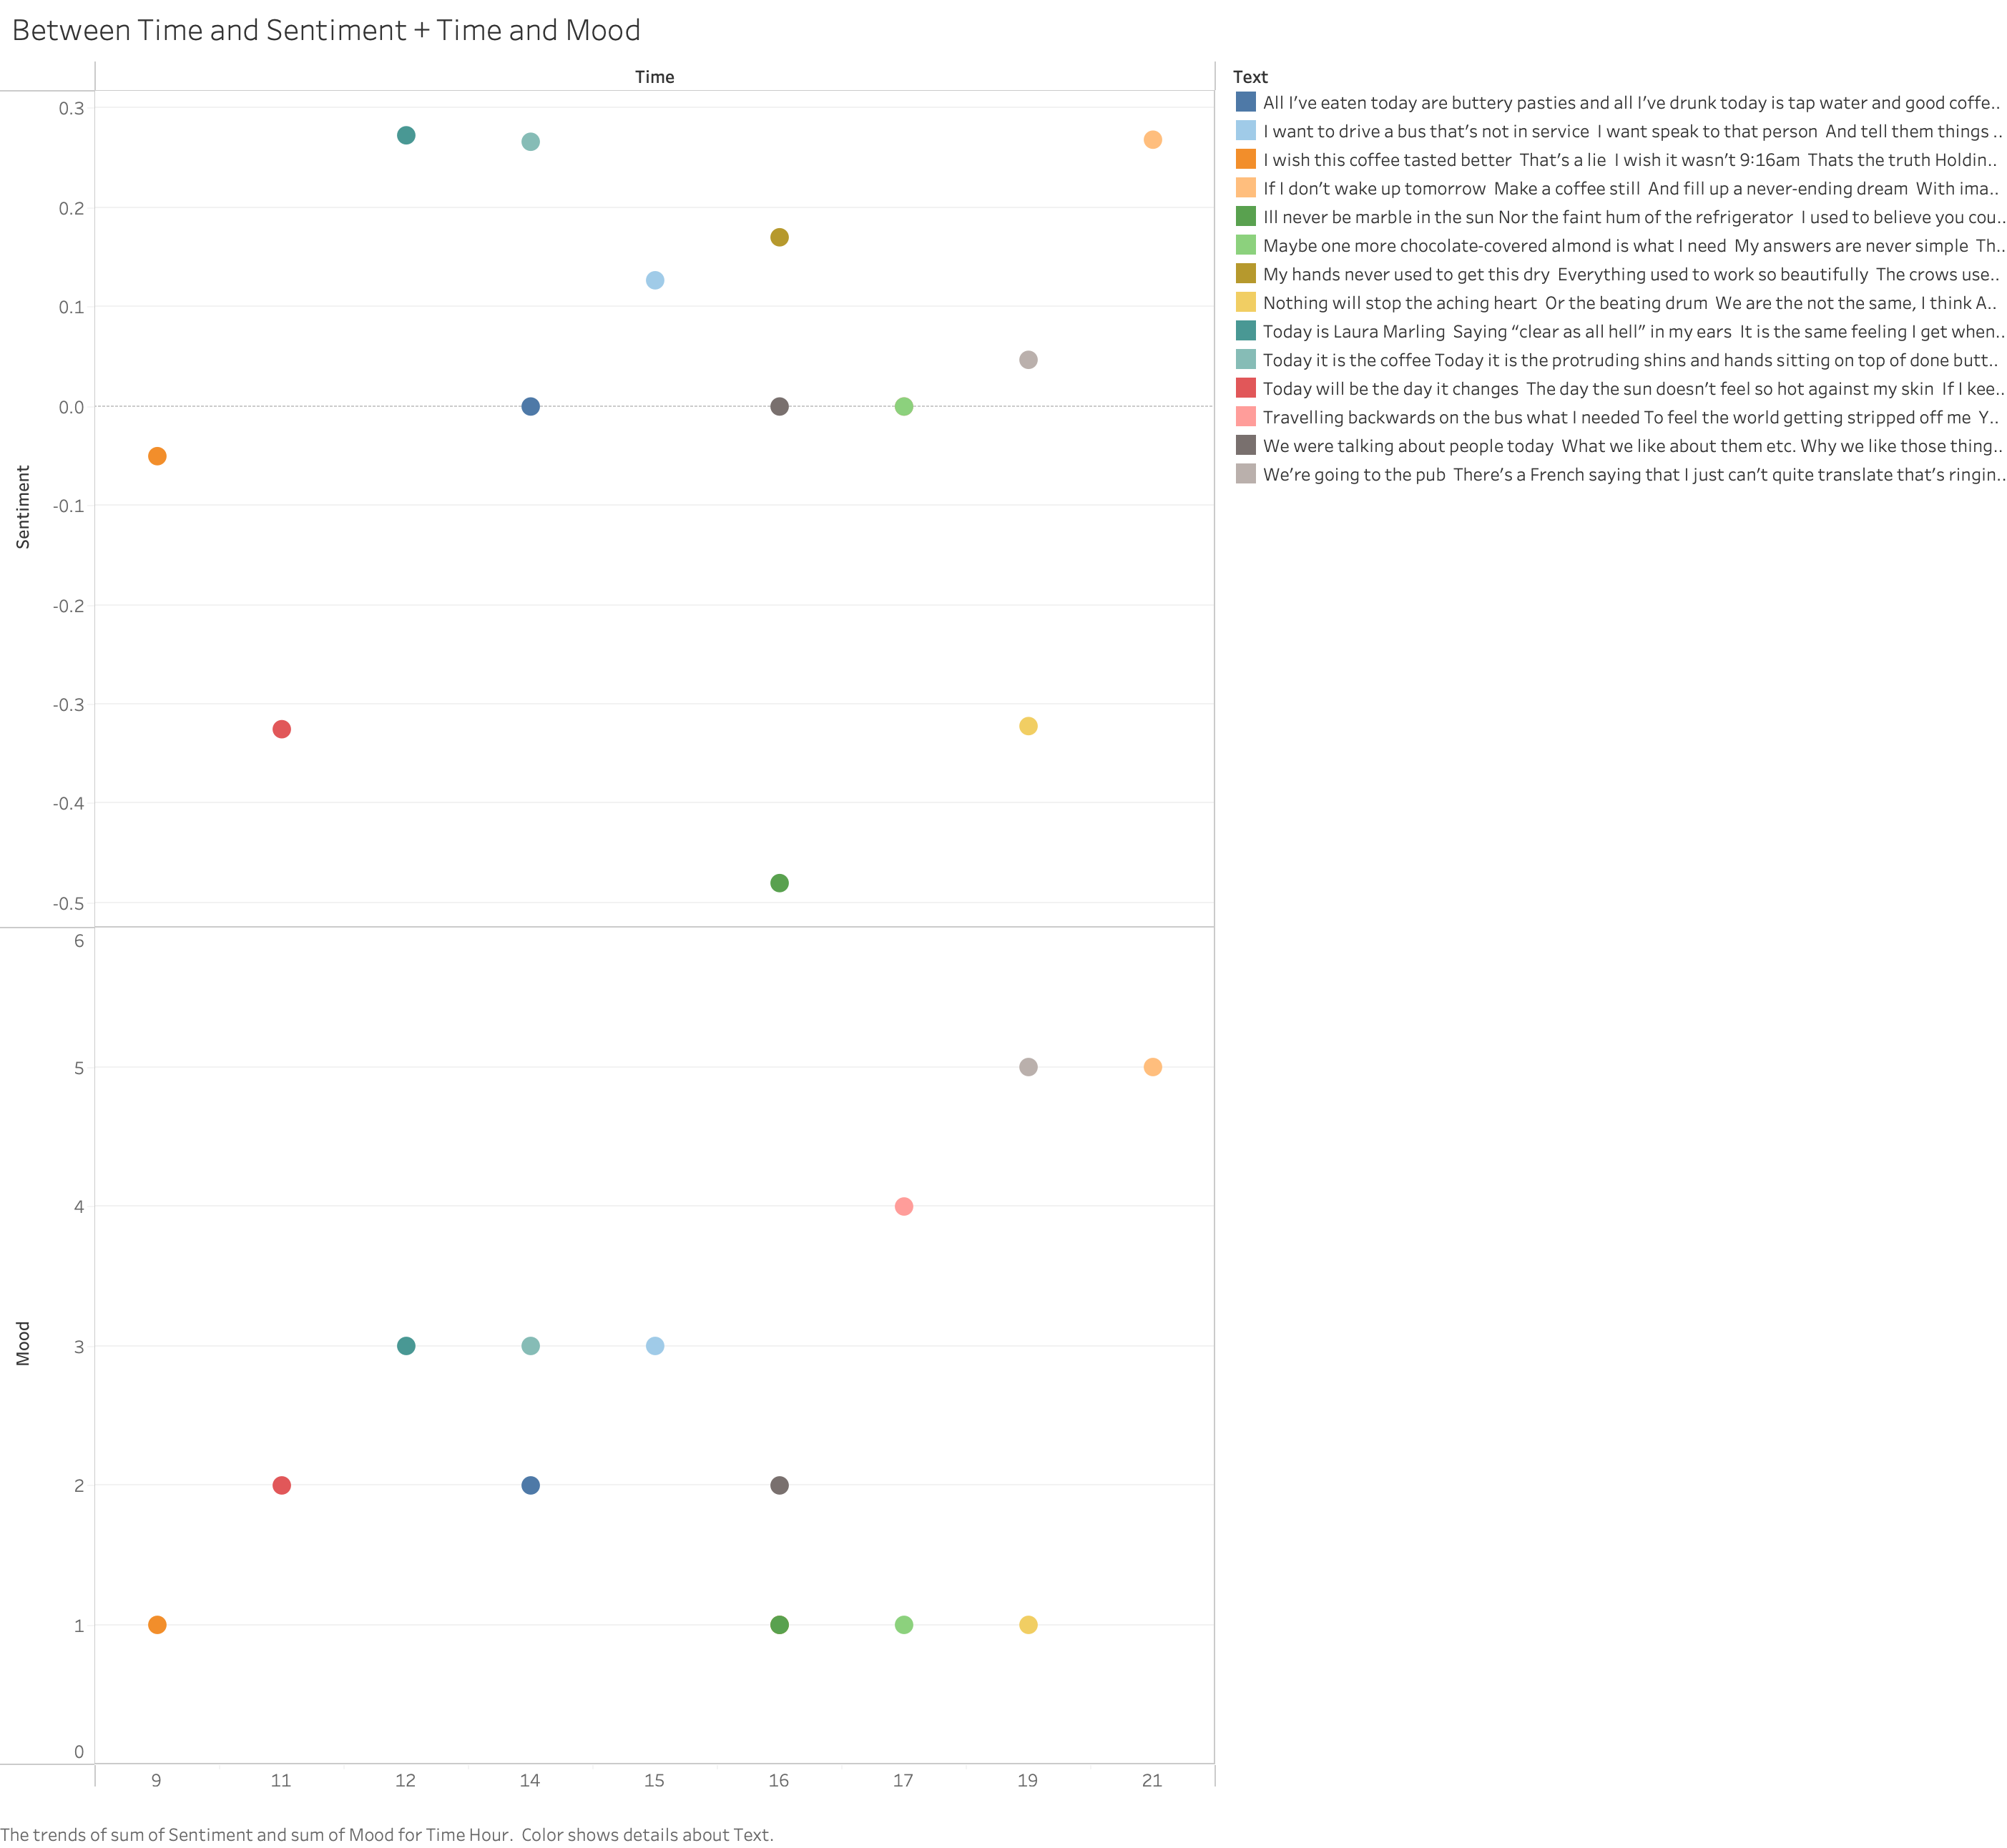 Between Time and Sentiment + Time and Mood
Time
0.3
0.2
0.1
0.0
-0.1
-0.2
-0.3
-0.4
-0.5
Sentiment
6
5
4
3
2
1
0
Mood
9 11 12 14 15 16 17 19 21
Text
All I’ve eaten today are buttery pasties and all I’ve drunk today is tap water and good coffe..
I want to drive a bus that’s not in service  I want speak to that person  And tell them things ..
I wish this coffee tasted better  That’s a lie  I wish it wasn’t 9:16am  Thats the truth Holdin..
If I don’t wake up tomorrow  Make a coffee still  And fill up a never-ending dream  With ima..
Ill never be marble in the sun Nor the faint hum of the refrigerator  I used to believe you cou..
Maybe one more chocolate-covered almond is what I need  My answers are never simple  Th..
My hands never used to get this dry  Everything used to work so beautifully  The crows use..
Nothing will stop the aching heart  Or the beating drum  We are the not the same, I think A..
Today is Laura Marling  Saying “clear as all hell” in my ears  It is the same feeling I get when..
Today it is the coffee Today it is the protruding shins and hands sitting on top of done butt..
Today will be the day it changes  The day the sun doesn’t feel so hot against my skin  If I kee..
Travelling backwards on the bus what I needed To feel the world getting stripped off me  Y..
We were talking about people today  What we like about them etc. Why we like those thing..
We’re going to the pub  There’s a French saying that I just can’t quite translate that’s ringin..
The trends of sum of Sentiment and sum of Mood for Time Hour.  Color shows details about Text.